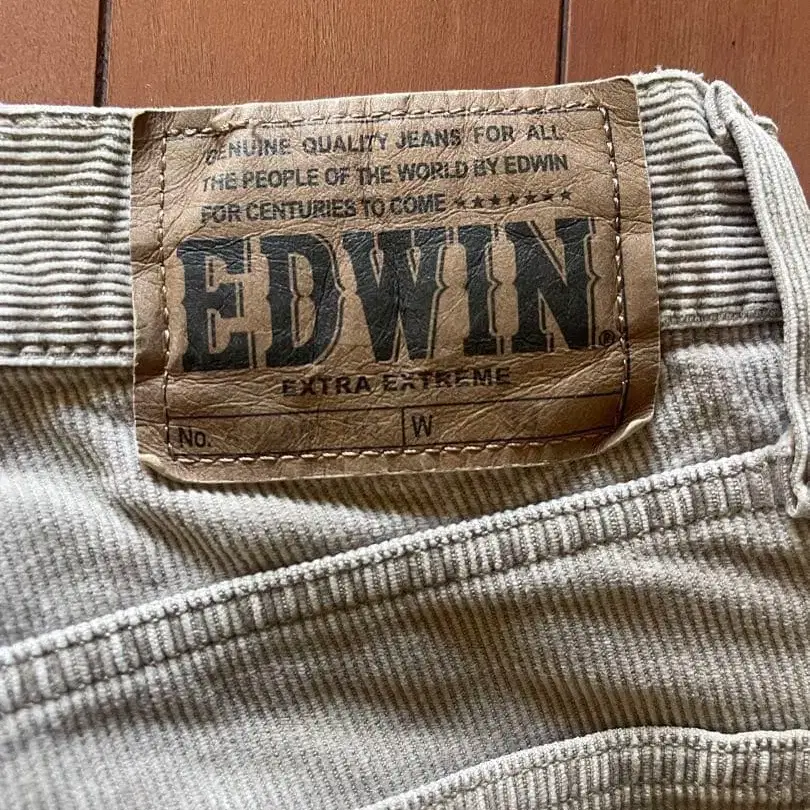 GENUINE QUALITY JEANS FOR ALL
THE PEOPLE OF THE WORLD BY EDWIN
FOR CENTURIES TO COME ★★★★★★★
EDWIN®
EXTRA EXTREME
No. W